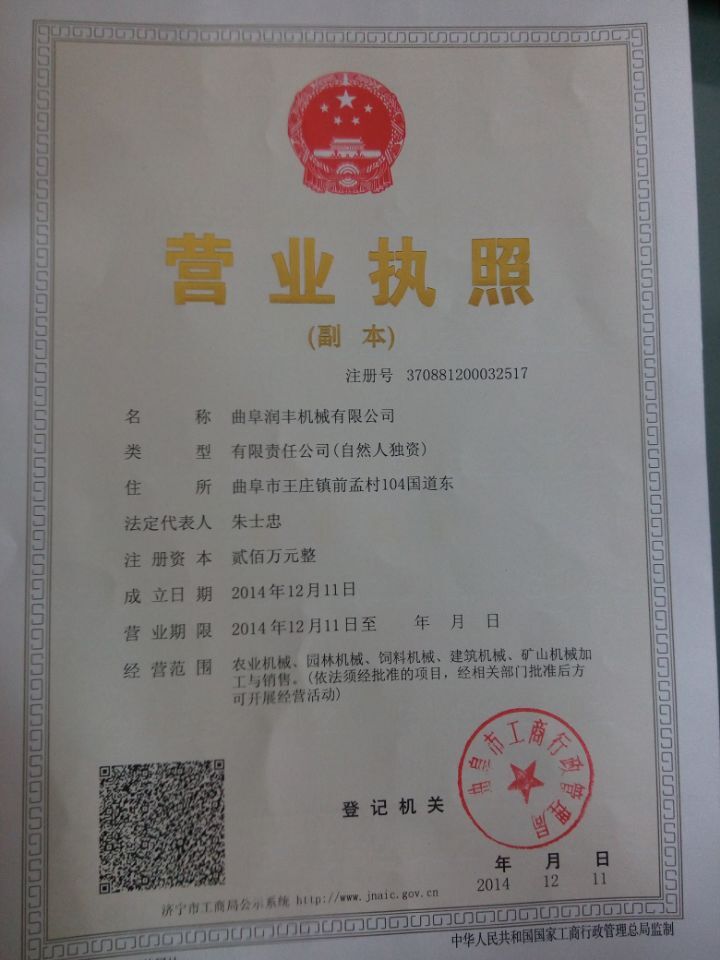 营业执照
(副本)
注册号 370881200032517
名称 曲阜润丰机械有限公司
类型 有限责任公司(自然人独资)
住所 曲阜市王庄镇前孟村104国道东
法定代表人 朱士忠
注册资本 贰佰万元整
成立日期 2014年12月11日
营业期限 2014年12月11日至 年 月 日
经营范围 农业机械、园林机械、饲料机械、建筑机械、矿山机械加
工与销售。(依法须经批准的项目,经相关部门批准后方
可开展经营活动)
曲阜市工商行政管理局
登记机关
年 月 日
2014 12 11
济宁市工商局公示系统 http://www.jnaic.gov.cn
中华人民共和国国家工商行政管理总局监制